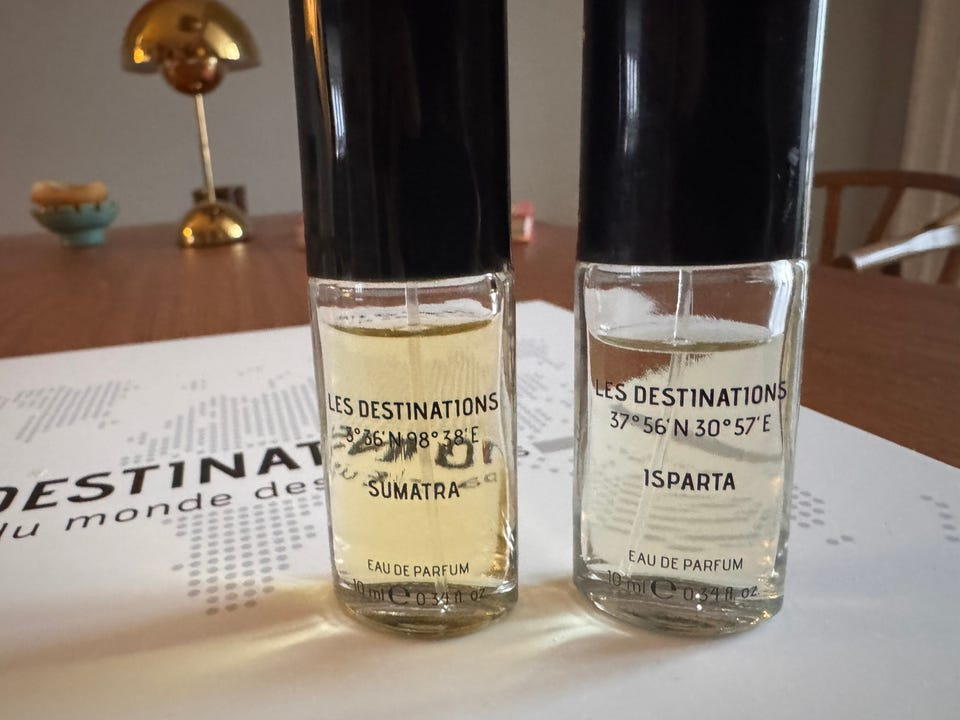 DESTINAT
du monde des
LES DESTINATIONS
3°36'N 98°38'E
SUMATRA
EAU DE PARFUM
10 ml e 0.34 fl. oz.
LES DESTINATIONS
37°56'N 30°57'E
ISPARTA
EAU DE PARFUM
10 ml e 0.34 fl. oz.